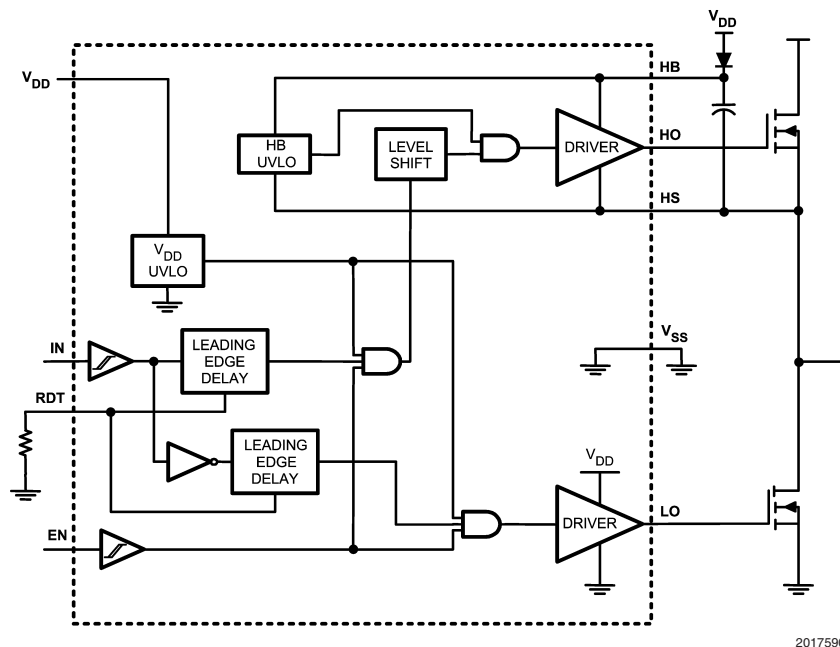 VDD
VDD
HB
HO
HS
HB
UVLO
LEVEL
SHIFT
DRIVER
VDD
UVLO
IN
LEADING
EDGE
DELAY
VSS
RDT
LEADING
EDGE
DELAY
VDD
EN
DRIVER
LO
2017590